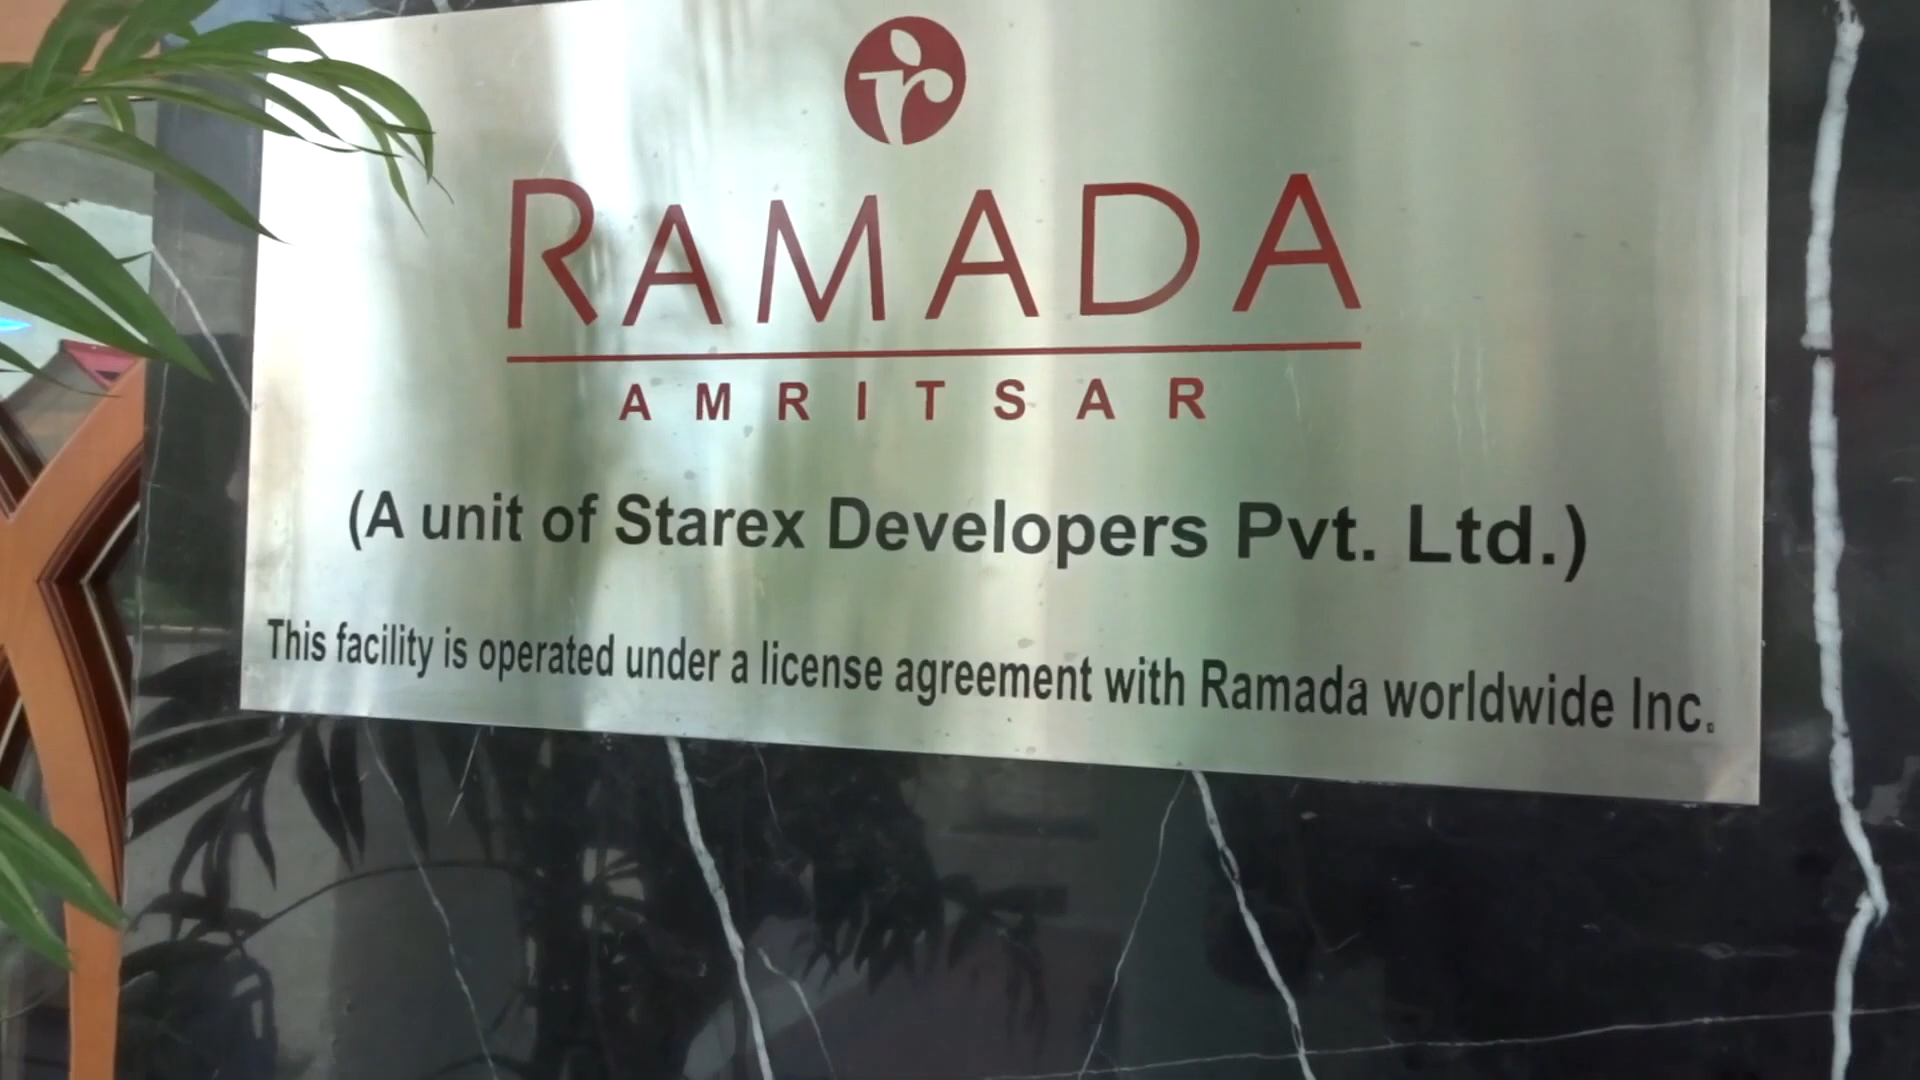 RAMADA
AMRITSAR
(A unit of Starex Developers Pvt. Ltd.)
This facility is operated under a license agreement with Ramada worldwide Inc.